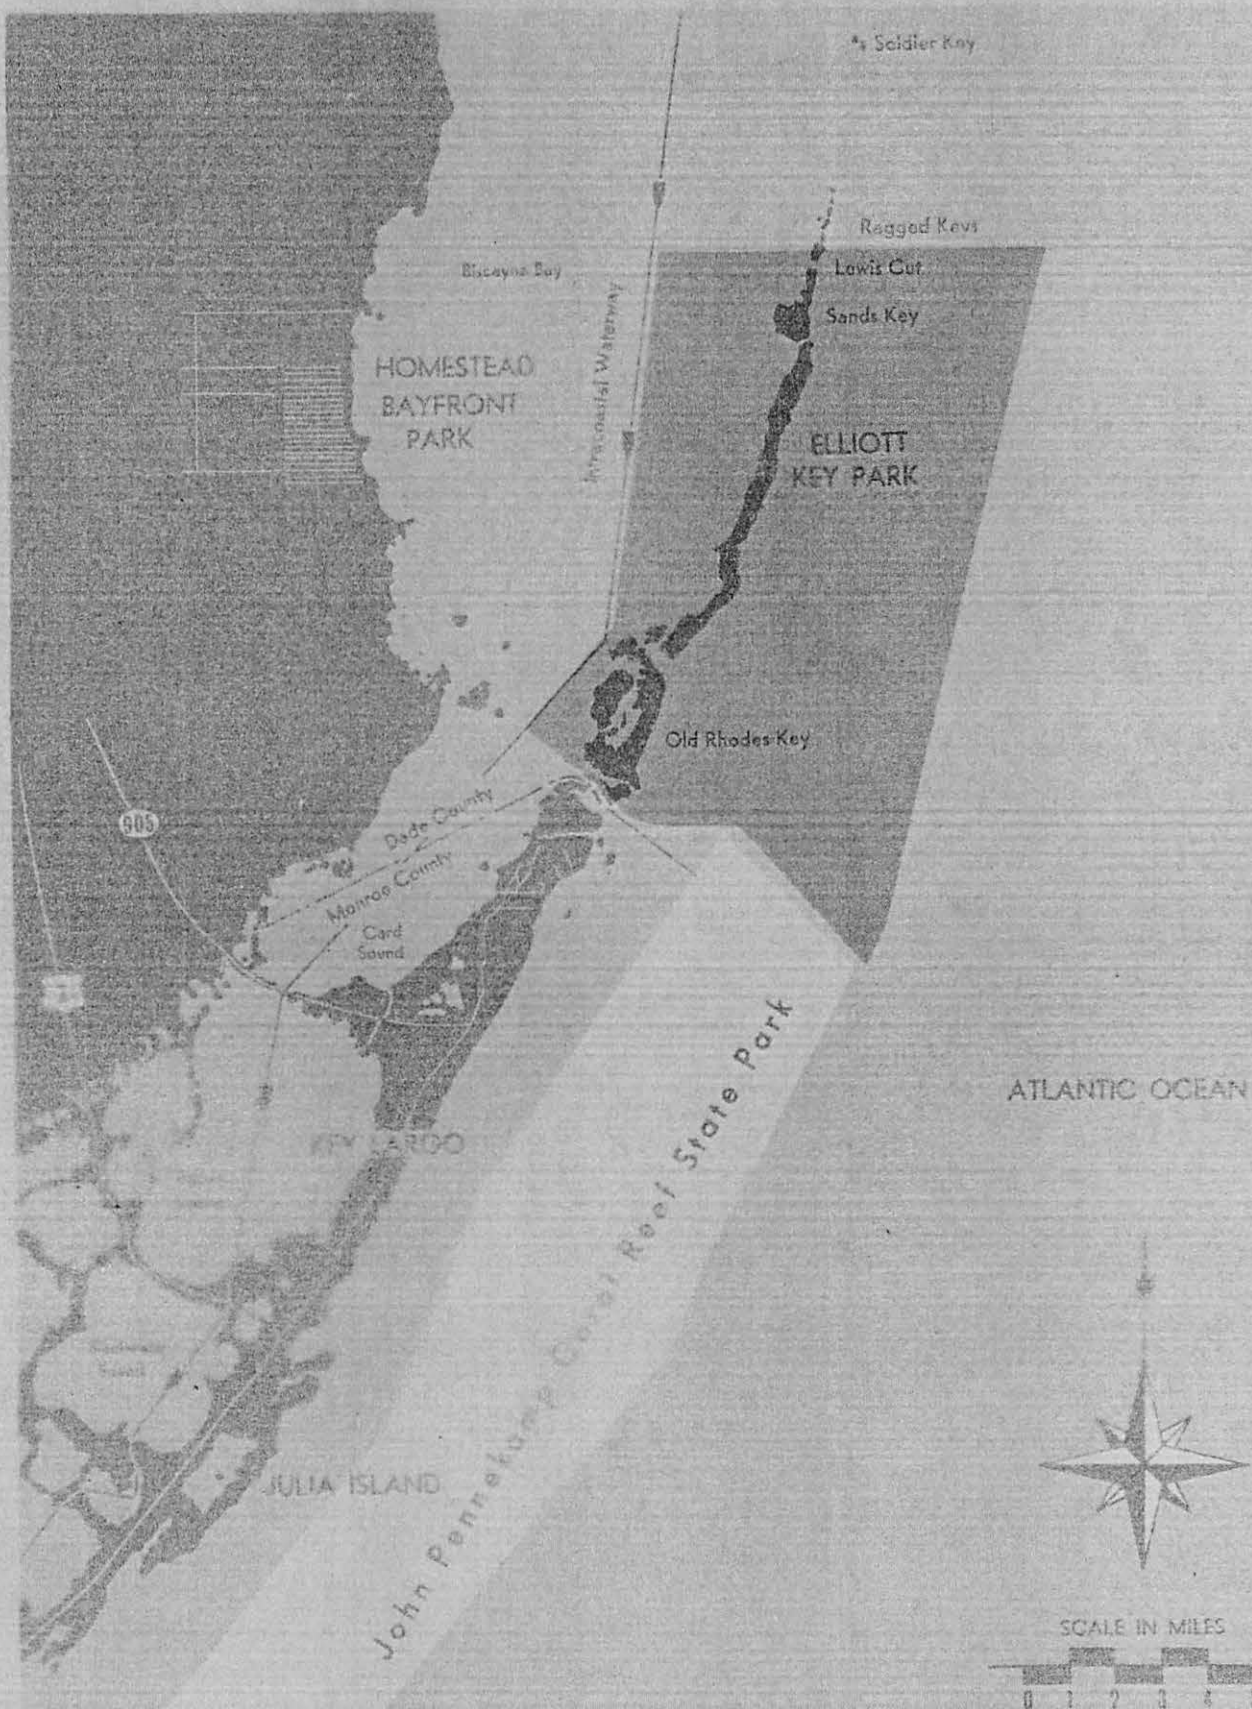 Soldier Key
Ragged Keys
Biscayne Bay
Lewis Cut
Sands Key
Intracoastal Waterway
HOMESTEAD
BAYFRONT
PARK
ELLIOTT
KEY PARK
Old Rhodes Key
905
Dade County
Monroe County
Card
Sound
ATLANTIC OCEAN
KEY LARGO
John Pennekamp Coral Reef State Park
Sound
JULIA ISLAND
SCALE IN MILES
0 1 2 3 4